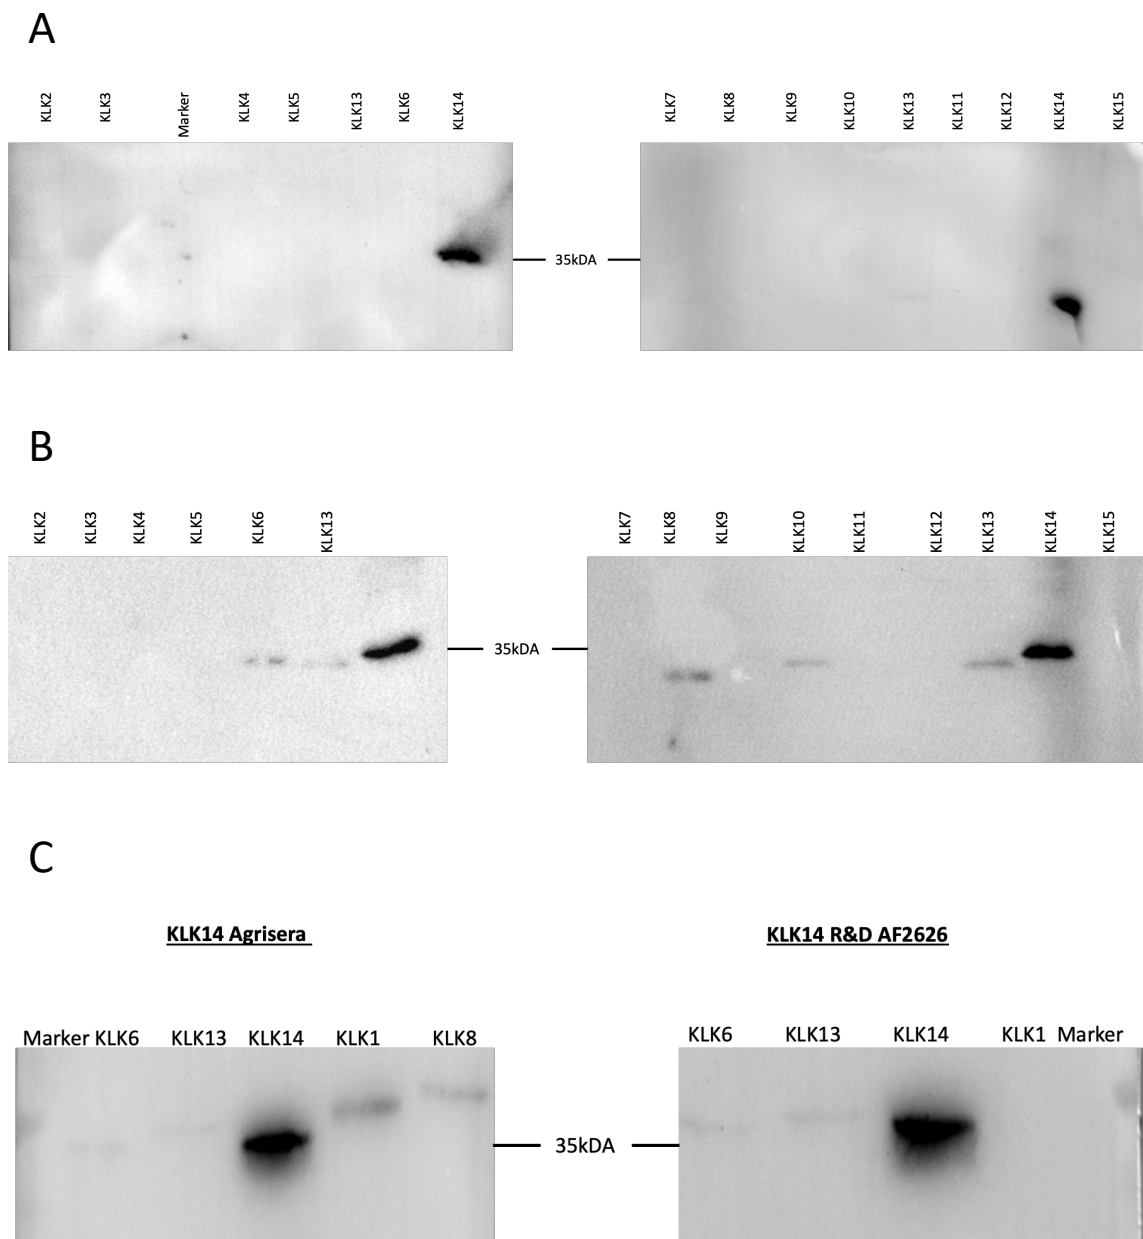 A
KLK2 KLK3 Marker KLK4 KLK5 KLK13 KLK6 KLK14 KLK7 KLK8 KLK9 KLK10 KLK13 KLK11 KLK12 KLK14 KLK15
35kDA
B
KLK2 KLK3 KLK4 KLK5 KLK6 KLK13 KLK7 KLK8 KLK9 KLK10 KLK11 KLK12 KLK13 KLK14 KLK15
35kDA
C
KLK14 Agrisera KLK14 R&D AF2626
Marker KLK6 KLK13 KLK14 KLK1 KLK8 KLK6 KLK13 KLK14 KLK1 Marker
35kDA